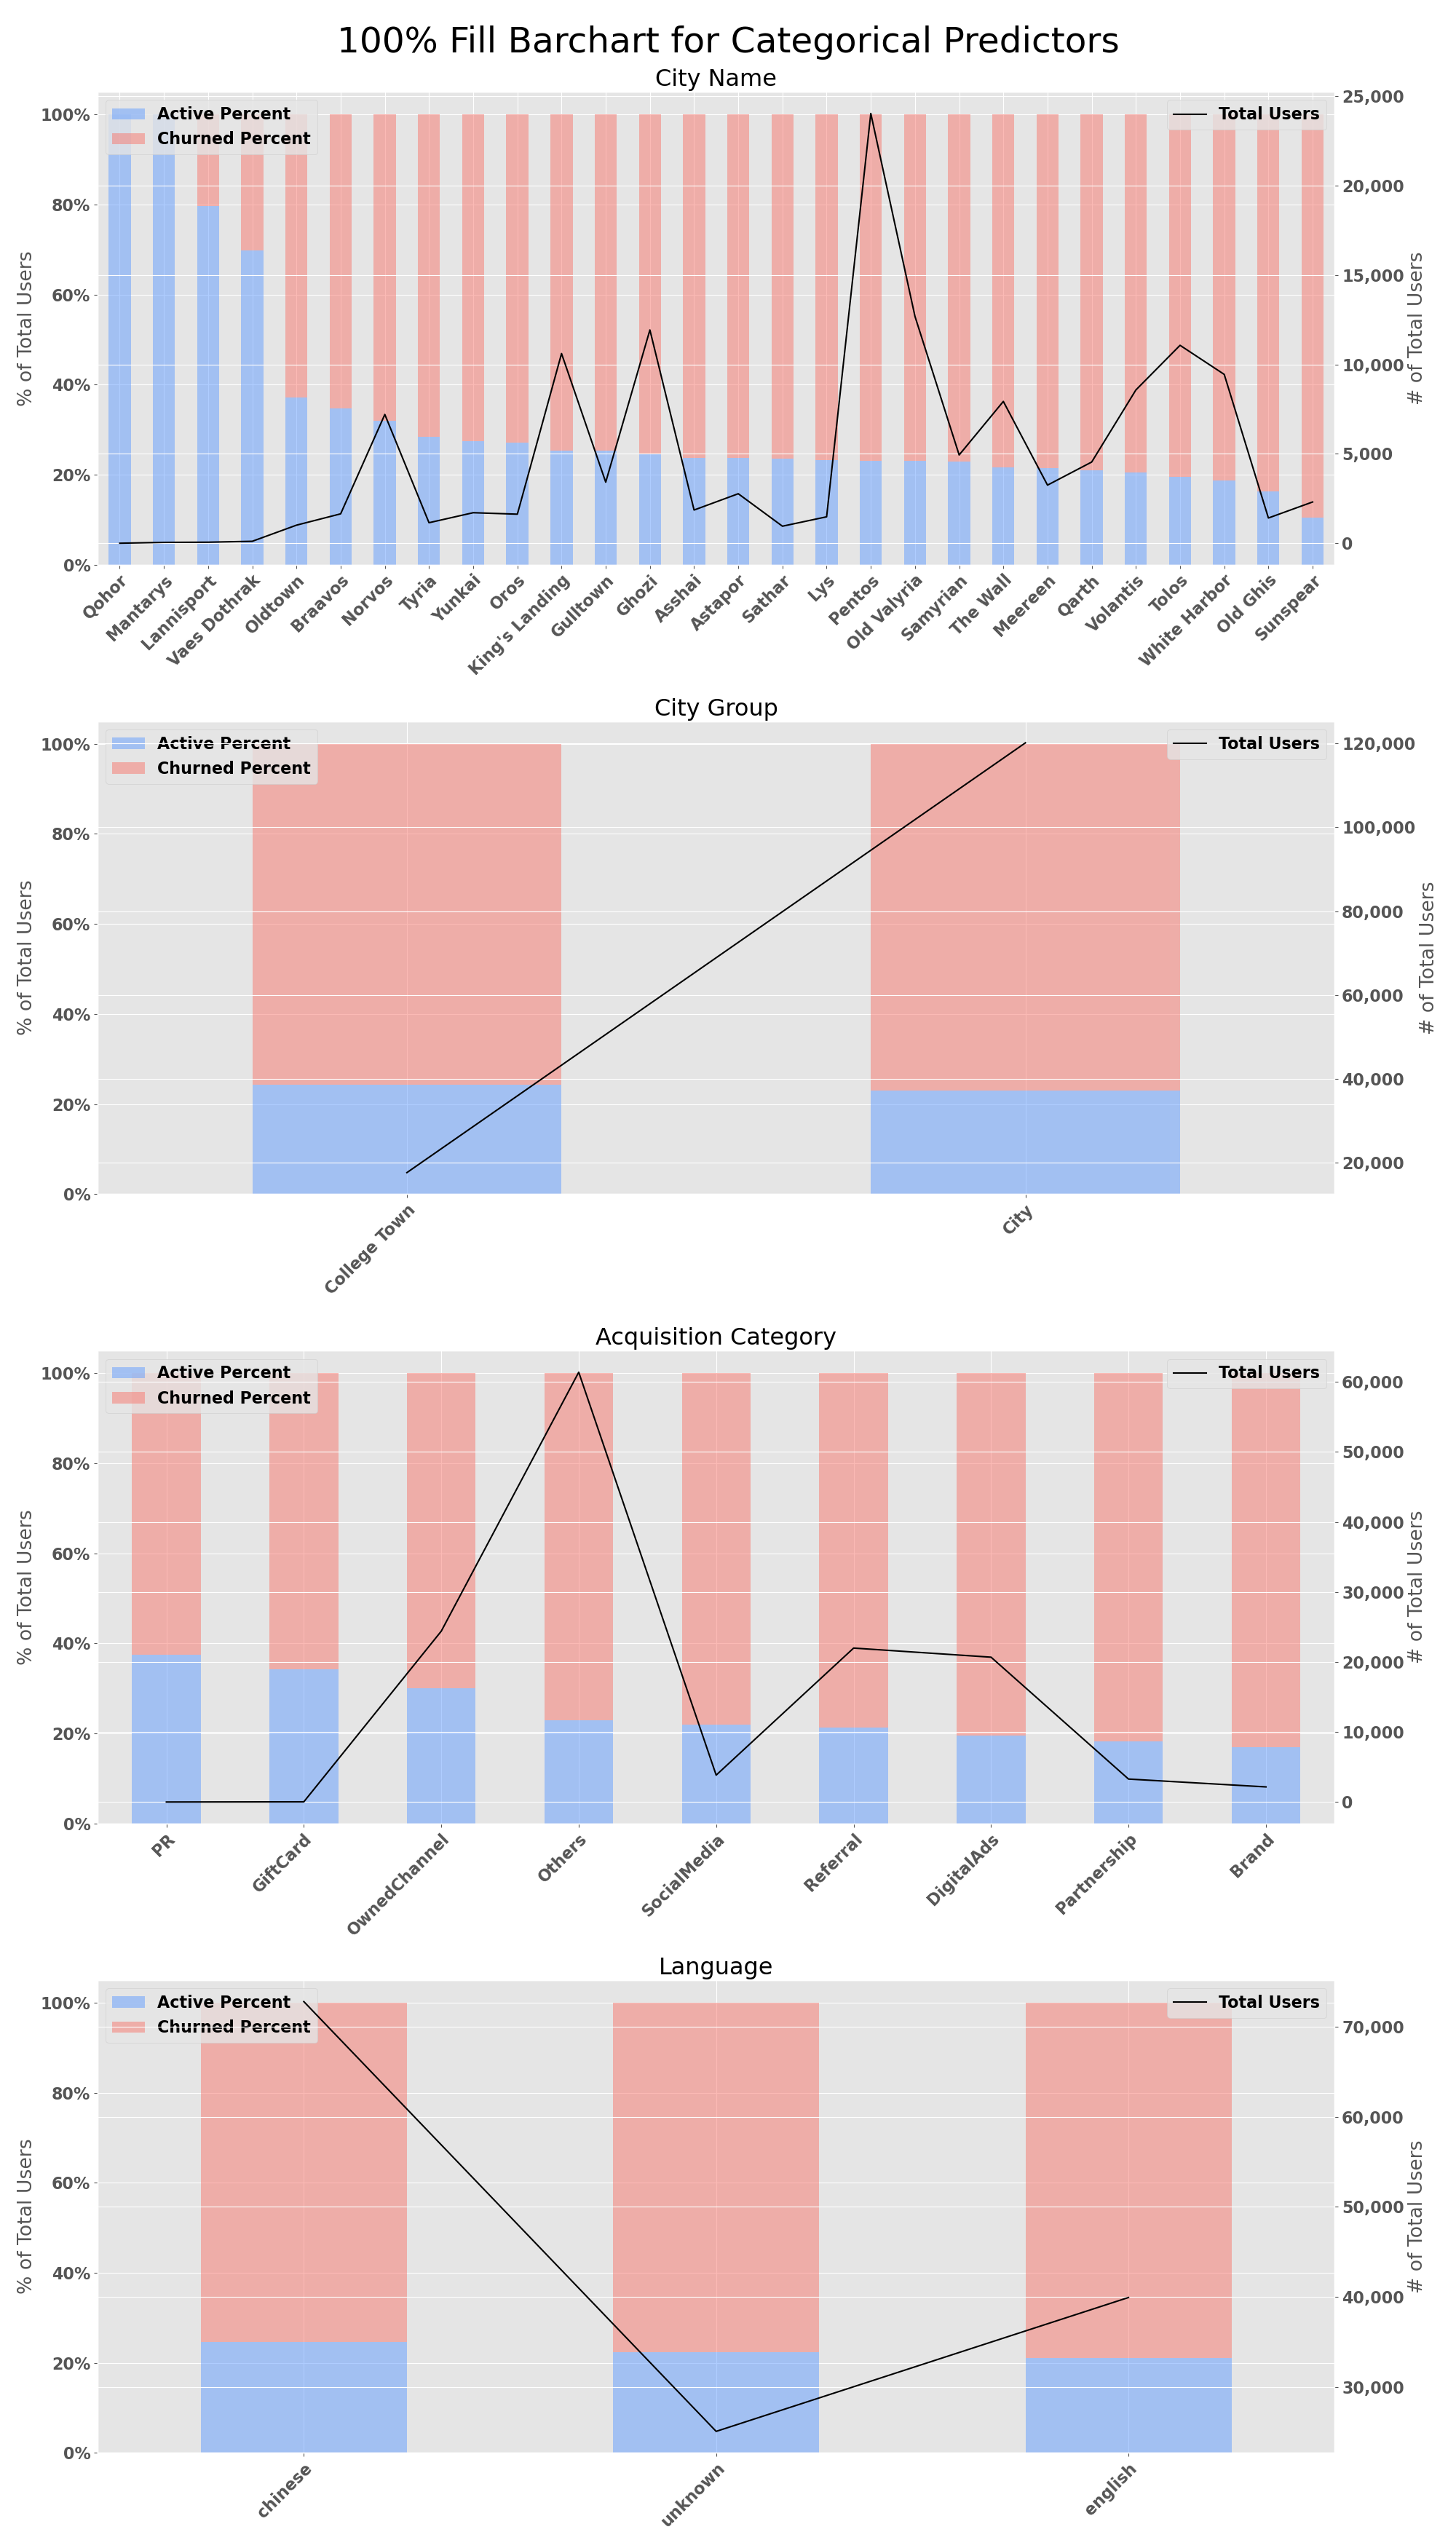 100% Fill Barchart for Categorical Predictors
City Name
Active Percent
Churned Percent
Total Users
100%
80%
60%
40%
20%
0%
% of Total Users
25,000
20,000
15,000
10,000
5,000
0
# of Total Users
Qohor
Mantarys
Lannisport
Vaes Dothrak
Oldtown
Braavos
Norvos
Tyria
Yunkai
Oros
King's Landing
Gulltown
Ghozi
Asshai
Astapor
Sathar
Lys
Pentos
Old Valyria
Samyrian
The Wall
Meereen
Qarth
Volantis
Tolos
White Harbor
Old Ghis
Sunspear
City Group
Active Percent
Churned Percent
Total Users
100%
80%
60%
40%
20%
0%
% of Total Users
120,000
100,000
80,000
60,000
40,000
20,000
# of Total Users
College Town
City
Acquisition Category
Active Percent
Churned Percent
Total Users
100%
80%
60%
40%
20%
0%
% of Total Users
60,000
50,000
40,000
30,000
20,000
10,000
0
# of Total Users
PR
GiftCard
OwnedChannel
Others
SocialMedia
Referral
DigitalAds
Partnership
Brand
Language
Active Percent
Churned Percent
Total Users
100%
80%
60%
40%
20%
0%
% of Total Users
70,000
60,000
50,000
40,000
30,000
# of Total Users
chinese
unknown
english